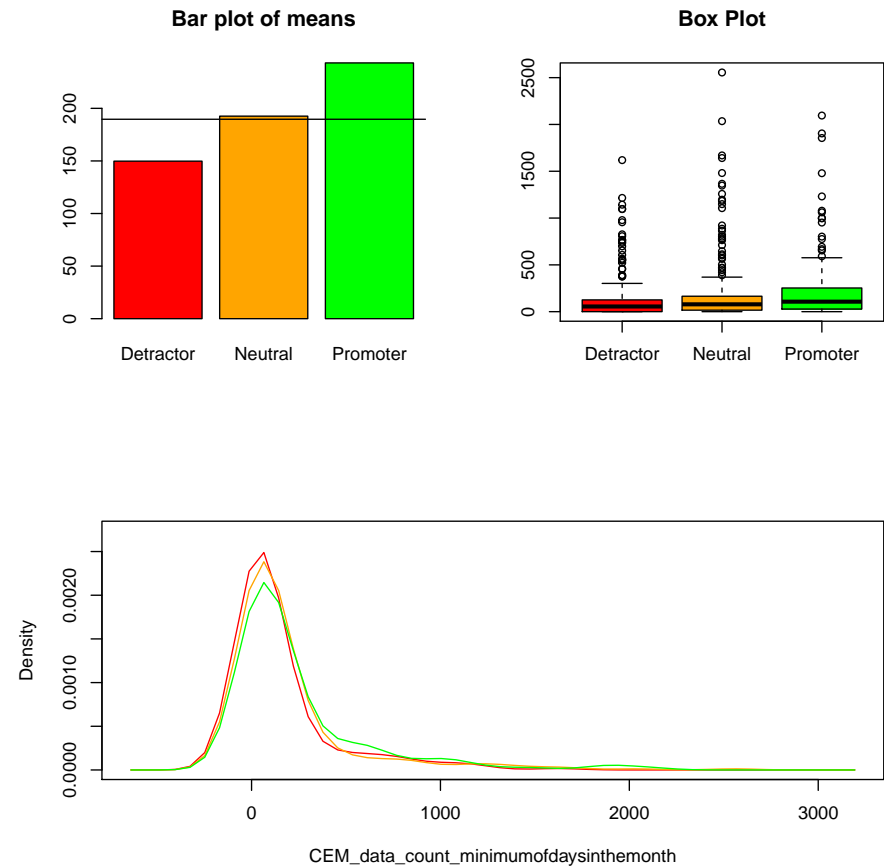 Bar plot of means
200
150
100
50
0
Detractor Neutral Promoter
Box Plot
2500
1500
500
0
Detractor Neutral Promoter
Density
0.0020
0.0010
0.0000
0 1000 2000 3000
CEM_data_count_minimumofdaysinthemonth